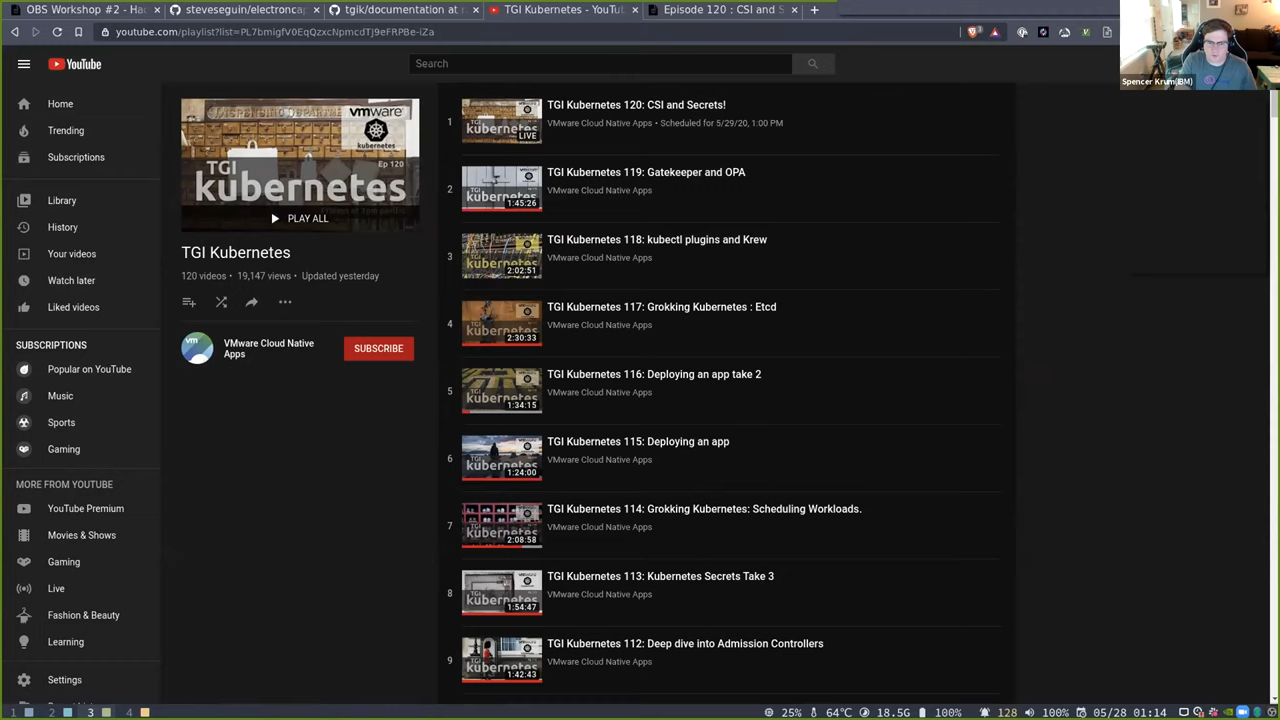 OBS Workshop #2 - Ha
steveseguin/electroncap
tgik/documentation at m
TGI Kubernetes - YouTub
Episode 120 : CSI and S
youtube.com/playlist?list=PL7bmigfV0EqQzxcNpmcdTJ9eFRPBe-iZa
Spencer Krum(IBM)
YouTube
Search
Home
Trending
Subscriptions
Library
History
Your videos
Watch later
Liked videos
SUBSCRIPTIONS
Popular on YouTube
Music
Sports
Gaming
MORE FROM YOUTUBE
YouTube Premium
Movies & Shows
Gaming
Live
Fashion & Beauty
Learning
Settings
vmware
kubernetes
Ep 120
TGI
kubernetes
PLAY ALL
TGI Kubernetes
120 videos • 19,147 views • Updated yesterday
VMware Cloud Native Apps
SUBSCRIBE
1
LIVE
TGI Kubernetes 120: CSI and Secrets!
VMware Cloud Native Apps • Scheduled for 5/29/20, 1:00 PM
2
1:45:26
TGI Kubernetes 119: Gatekeeper and OPA
VMware Cloud Native Apps
3
2:02:51
TGI Kubernetes 118: kubectl plugins and Krew
VMware Cloud Native Apps
4
2:30:33
TGI Kubernetes 117: Grokking Kubernetes : Etcd
VMware Cloud Native Apps
5
1:34:15
TGI Kubernetes 116: Deploying an app take 2
VMware Cloud Native Apps
6
1:24:00
TGI Kubernetes 115: Deploying an app
VMware Cloud Native Apps
7
2:08:58
TGI Kubernetes 114: Grokking Kubernetes: Scheduling Workloads.
VMware Cloud Native Apps
8
1:54:47
TGI Kubernetes 113: Kubernetes Secrets Take 3
VMware Cloud Native Apps
9
1:42:43
TGI Kubernetes 112: Deep dive into Admission Controllers
VMware Cloud Native Apps
1 2 3 4
25% 64°C 18.5G 100% 128 100% 05/28 01:14